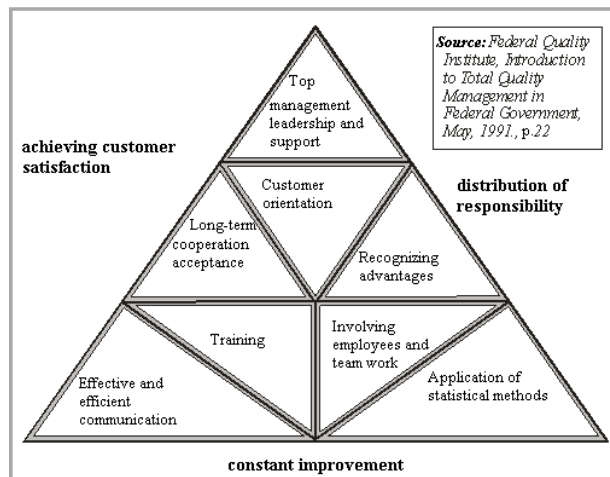 Top
management
leadership and
support
Source: Federal Quality
Institute, Introduction
to Total Quality
Management in
Federal Government,
May, 1991., p.22
achieving customer
satisfaction
distribution of
responsibility
Customer
orientation
Long-term
cooperation
acceptance
Recognizing
advantages
Training
Involving
employees and
team work
Effective and
efficient
communication
Application of
statistical methods
constant improvement